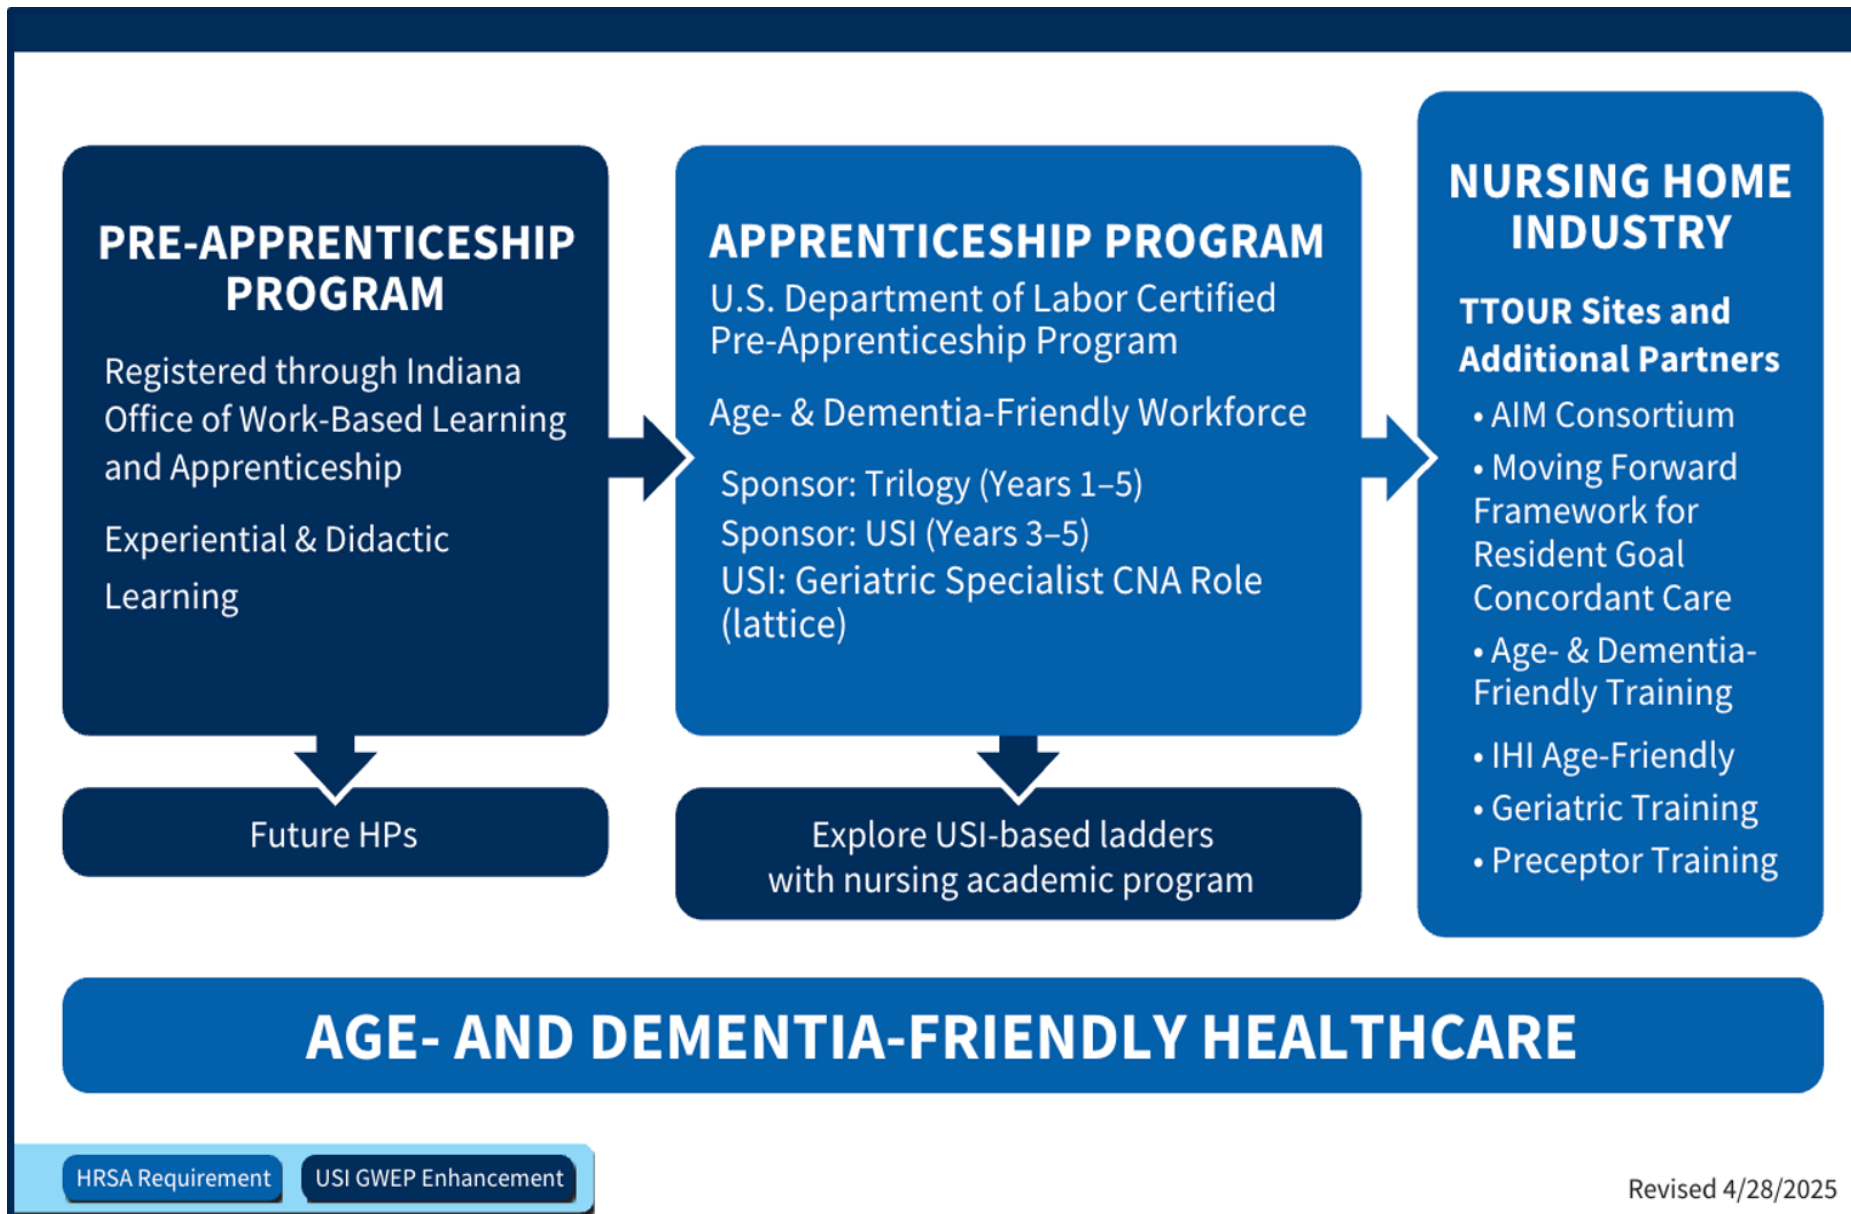 PRE-APPRENTICESHIP
PROGRAM
Registered through Indiana
Office of Work-Based Learning
and Apprenticeship
Experiential & Didactic
Learning
Future HPs
APPRENTICESHIP PROGRAM
U.S. Department of Labor Certified
Pre-Apprenticeship Program
Age- & Dementia-Friendly Workforce
Sponsor: Trilogy (Years 1–5)
Sponsor: USI (Years 3–5)
USI: Geriatric Specialist CNA Role
(lattice)
Explore USI-based ladders
with nursing academic program
NURSING HOME
INDUSTRY
TTOUR Sites and
Additional Partners
• AIM Consortium
• Moving Forward
Framework for
Resident Goal
Concordant Care
• Age- & Dementia-
Friendly Training
• IHI Age-Friendly
• Geriatric Training
• Preceptor Training
AGE- AND DEMENTIA-FRIENDLY HEALTHCARE
HRSA Requirement
USI GWEP Enhancement
Revised 4/28/2025